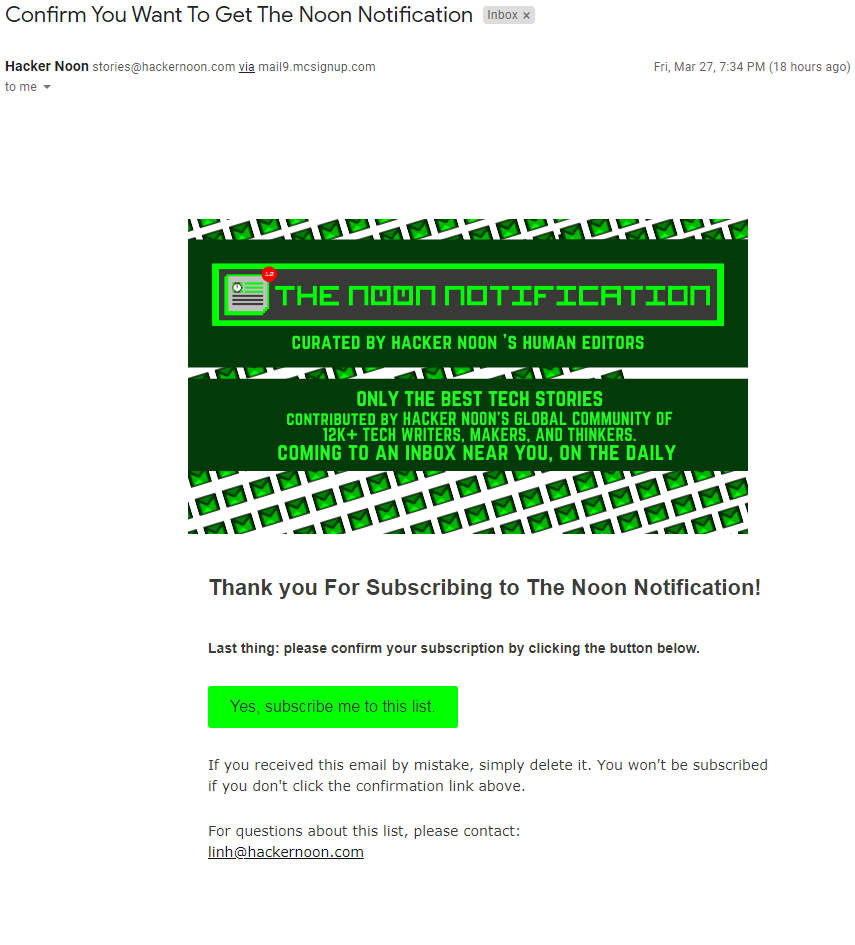 Confirm You Want To Get The Noon Notification Inbox ×
Hacker Noon stories@hackernoon.com via mail9.mcsignup.com Fri, Mar 27, 7:34 PM (18 hours ago)
to me
12
THE NOON NOTIFICATION
CURATED BY HACKER NOON 'S HUMAN EDITORS
ONLY THE BEST TECH STORIES
CONTRIBUTED BY HACKER NOON'S GLOBAL COMMUNITY OF
12K+ TECH WRITERS, MAKERS, AND THINKERS.
COMING TO AN INBOX NEAR YOU, ON THE DAILY
Thank you For Subscribing to The Noon Notification!
Last thing: please confirm your subscription by clicking the button below.
Yes, subscribe me to this list.
If you received this email by mistake, simply delete it. You won't be subscribed
if you don't click the confirmation link above.
For questions about this list, please contact:
linh@hackernoon.com